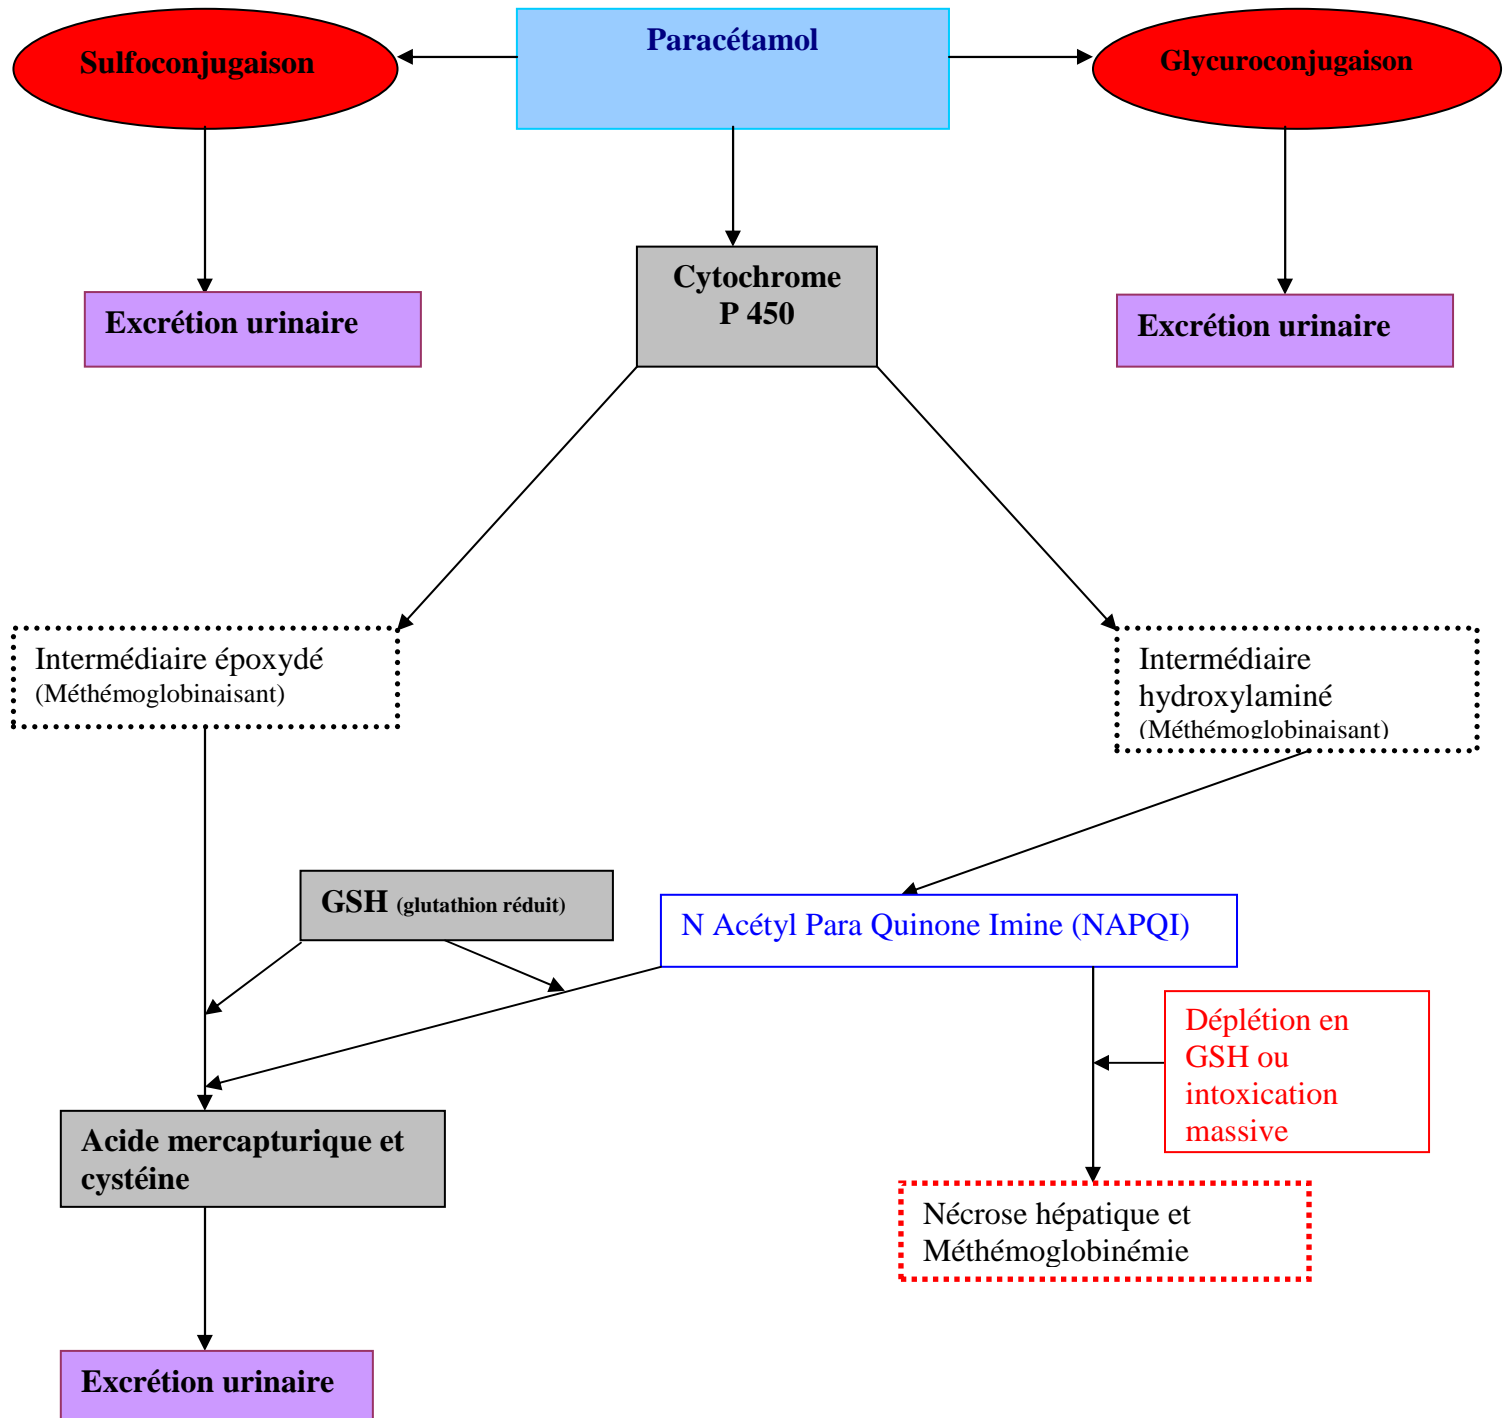 Paracétamol
Sulfoconjugaison
Glycuroconjugaison
Cytochrome
P 450
Excrétion urinaire
Excrétion urinaire
Intermédiaire époxydé
(Méthémoglobinaisant)
Intermédiaire
hydroxylaminé
(Méthémoglobinaisant)
GSH (glutathion réduit)
N Acétyl Para Quinone Imine (NAPQI)
Déplétion en
GSH ou
intoxication
massive
Acide mercapturique et
cystéine
Nécrose hépatique et
Méthémoglobinémie
Excrétion urinaire